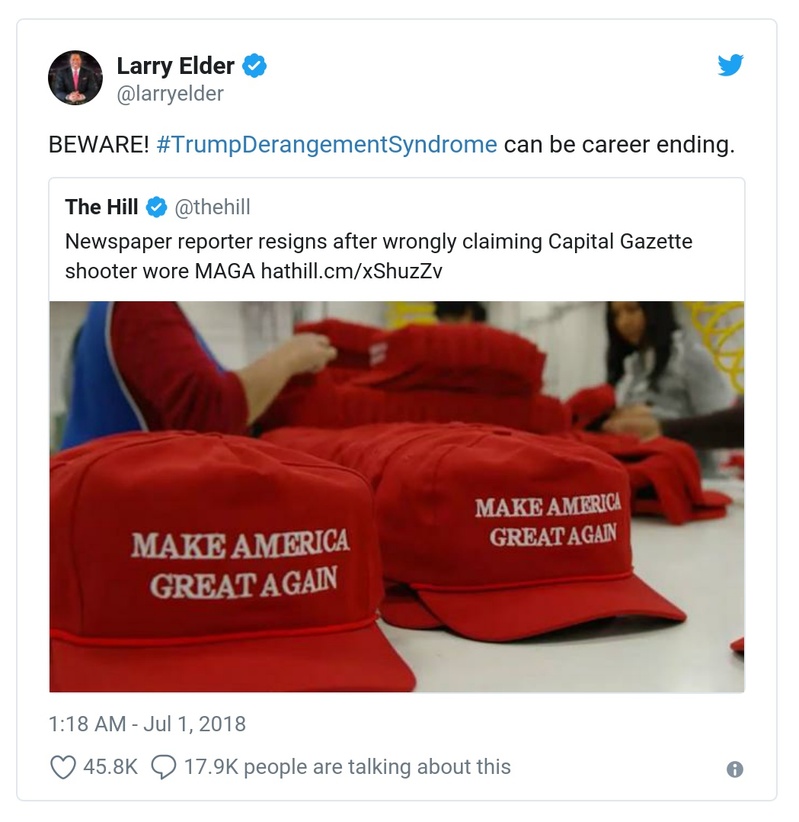 Larry Elder
@larryelder
BEWARE! #TrumpDerangementSyndrome can be career ending.
The Hill @thehill
Newspaper reporter resigns after wrongly claiming Capital Gazette
shooter wore MAGA hathill.cm/xShuzZv
MAKE AMERICA
GREAT AGAIN
MAKE AMERICA
GREAT AGAIN
1:18 AM - Jul 1, 2018
45.8K 17.9K people are talking about this